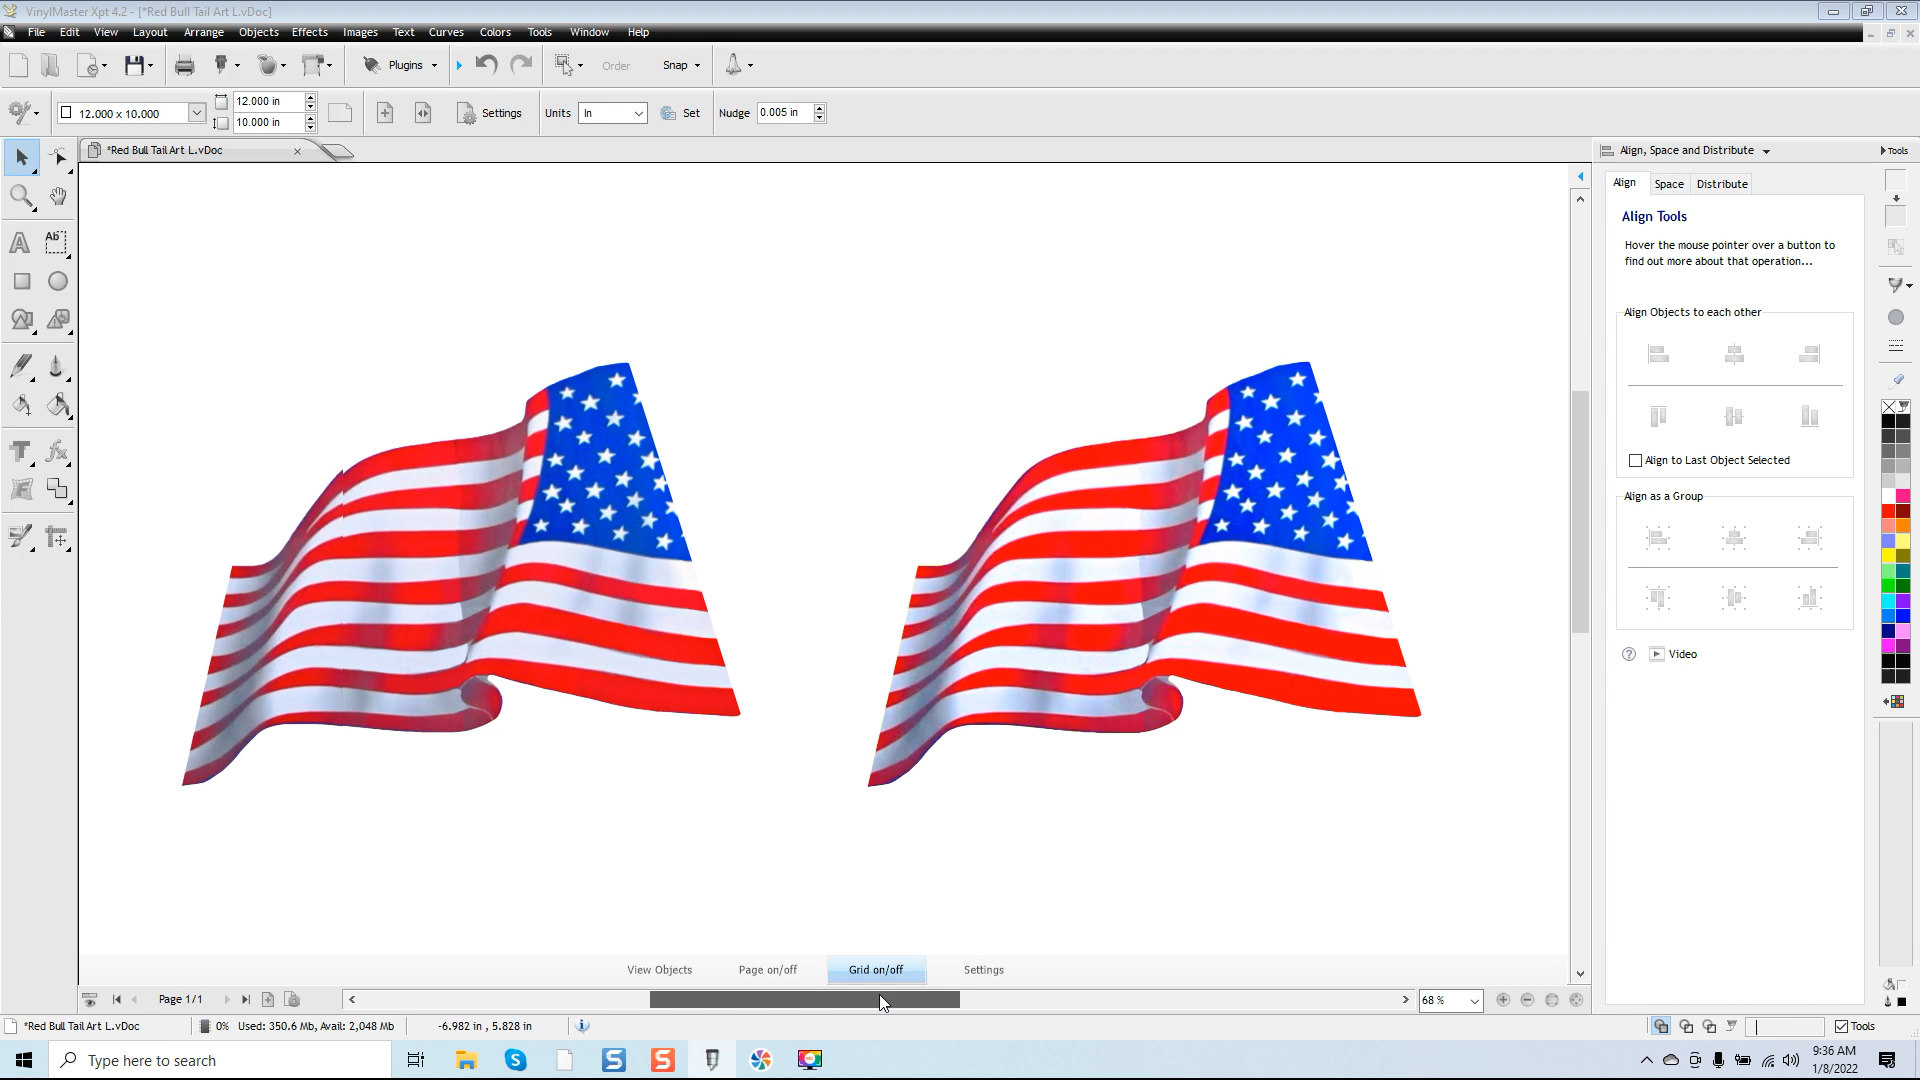 VinylMaster Xpt 4.2 - [*Red Bull Tail Art L.vDoc]
File Edit View Layout Arrange Objects Effects Images Text Curves Colors Tools Window Help
Plugins Order Snap
12.000 x 10.000 12.000 in 10.000 in Settings Units In Set Nudge 0.005 in
*Red Bull Tail Art L.vDoc
Align, Space and Distribute Tools
Align Space Distribute
Align Tools
Hover the mouse pointer over a button to
find out more about that operation...
Align Objects to each other
Align to Last Object Selected
Align as a Group
Video
View Objects Page on/off Grid on/off Settings
Page 1/1 68 %
*Red Bull Tail Art L.vDoc 0% Used: 350.6 Mb, Avail: 2,048 Mb -6.982 in , 5.828 in Tools
Type here to search
9:36 AM
1/8/2022